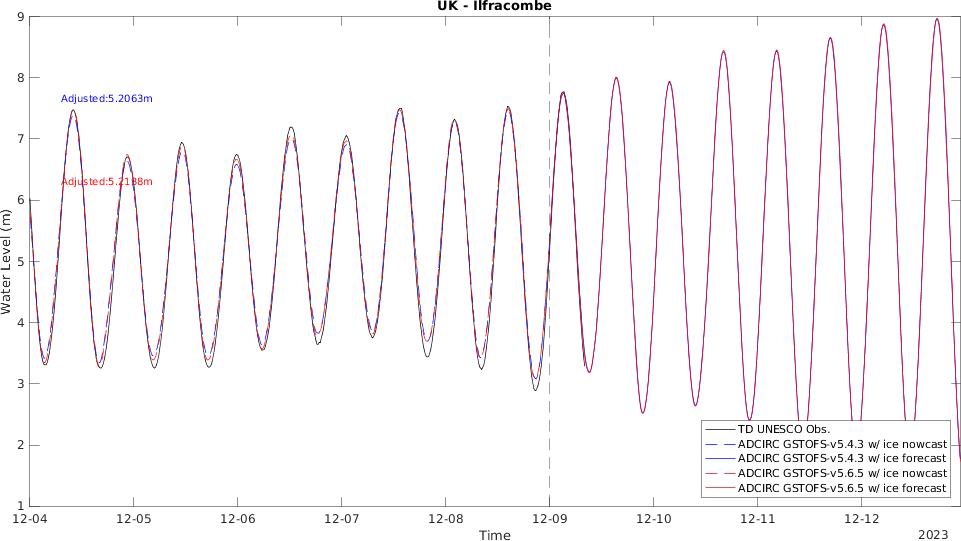 UK - Ilfracombe
9
8
7
6
5
4
3
2
1
Water Level (m)
Adjusted:5.2063m
Adjusted:5.2188m
TD UNESCO Obs.
ADCIRC GSTOFS-v5.4.3 w/ ice nowcast
ADCIRC GSTOFS-v5.4.3 w/ ice forecast
ADCIRC GSTOFS-v5.6.5 w/ ice nowcast
ADCIRC GSTOFS-v5.6.5 w/ ice forecast
12-04 12-05 12-06 12-07 12-08 12-09 12-10 12-11 12-12
Time
2023